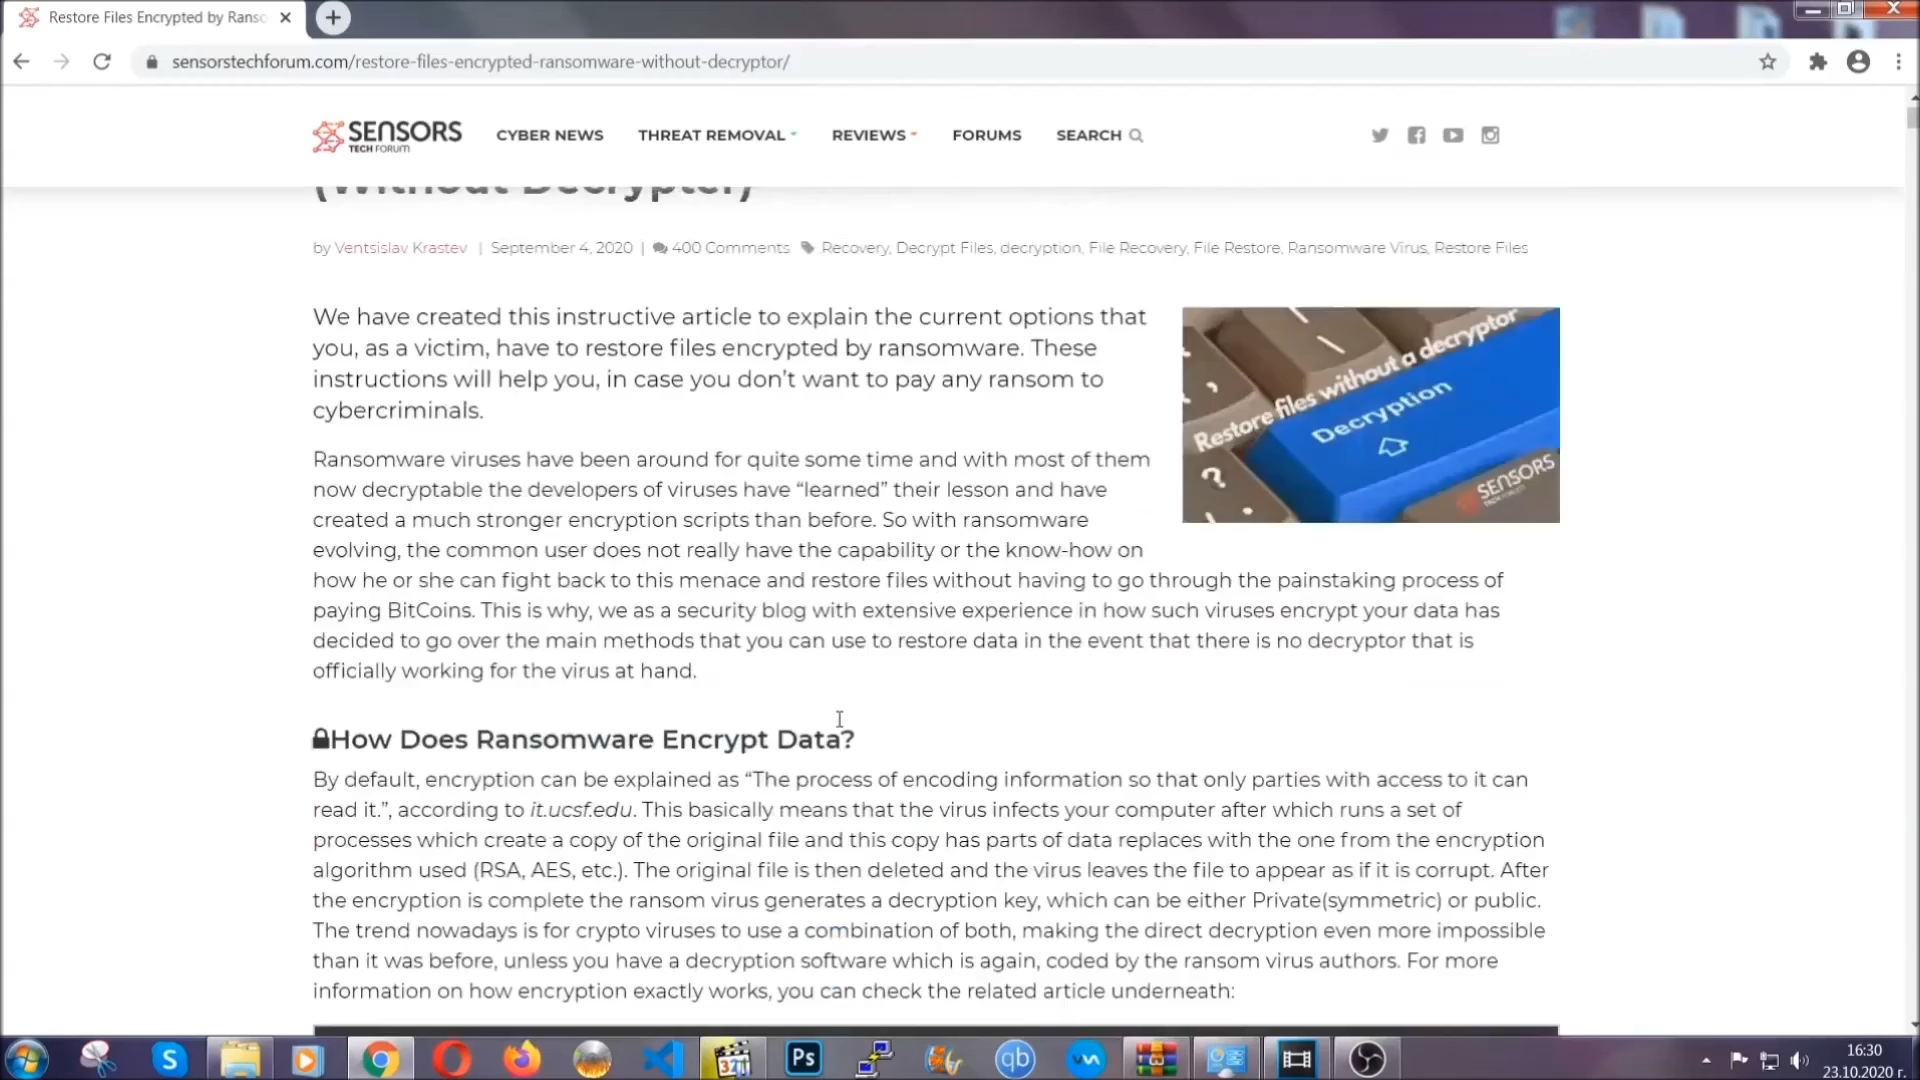 Restore Files Encrypted by Ranso
sensorstechforum.com/restore-files-encrypted-ransomware-without-decryptor/
SENSORS
TECH FORUM
CYBER NEWS
THREAT REMOVAL
REVIEWS
FORUMS
SEARCH
(Without Decrypter)
by Ventsislav Krastev | September 4, 2020 | 400 Comments Recovery, Decrypt Files, decryption, File Recovery, File Restore, Ransomware Virus, Restore Files
We have created this instructive article to explain the current options that
you, as a victim, have to restore files encrypted by ransomware. These
instructions will help you, in case you don't want to pay any ransom to
cybercriminals.
Restore files without a decryptor
Decryption
SENSORS
Ransomware viruses have been around for quite some time and with most of them
now decryptable the developers of viruses have “learned” their lesson and have
created a much stronger encryption scripts than before. So with ransomware
evolving, the common user does not really have the capability or the know-how on
how he or she can fight back to this menace and restore files without having to go through the painstaking process of
paying BitCoins. This is why, we as a security blog with extensive experience in how such viruses encrypt your data has
decided to go over the main methods that you can use to restore data in the event that there is no decryptor that is
officially working for the virus at hand.
How Does Ransomware Encrypt Data?
By default, encryption can be explained as “The process of encoding information so that only parties with access to it can
read it.”, according to it.ucsf.edu. This basically means that the virus infects your computer after which runs a set of
processes which create a copy of the original file and this copy has parts of data replaces with the one from the encryption
algorithm used (RSA, AES, etc.). The original file is then deleted and the virus leaves the file to appear as if it is corrupt. After
the encryption is complete the ransom virus generates a decryption key, which can be either Private(symmetric) or public.
The trend nowadays is for crypto viruses to use a combination of both, making the direct decryption even more impossible
than it was before, unless you have a decryption software which is again, coded by the ransom virus authors. For more
information on how encryption exactly works, you can check the related article underneath:
S
321
Ps
qb
16:30
23.10.2020 г.